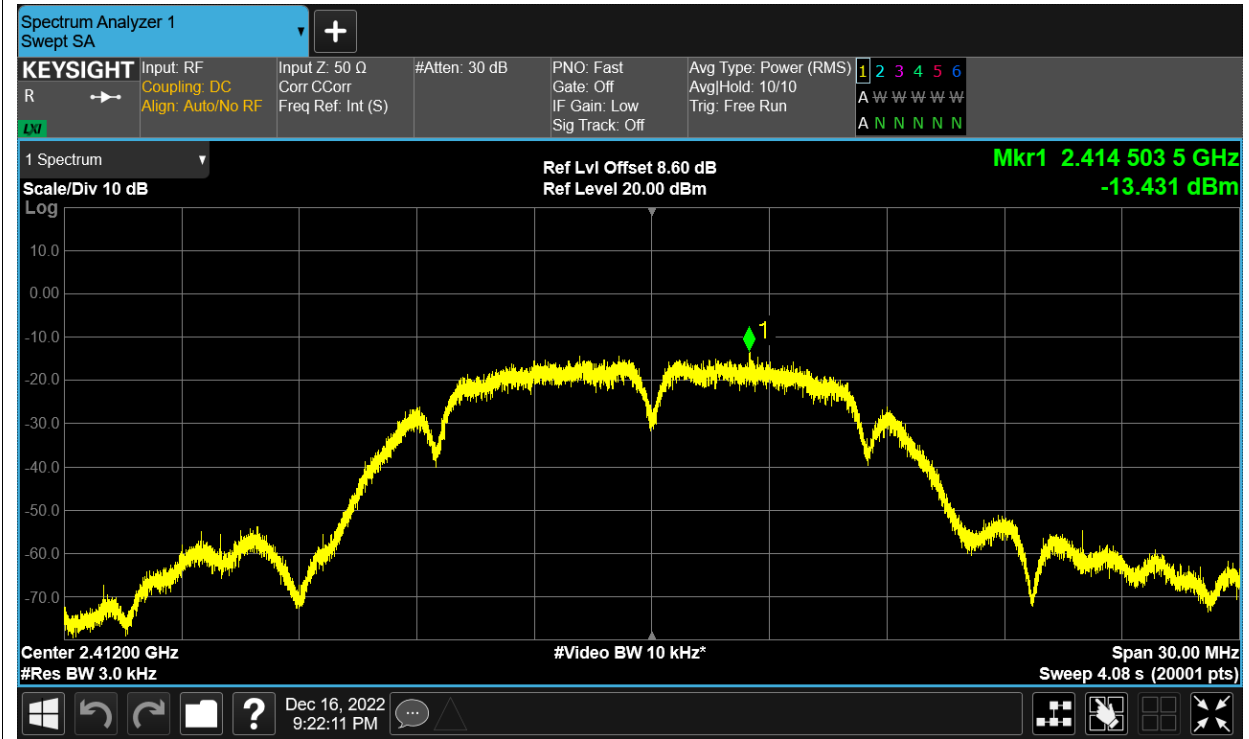 Spectrum Analyzer 1
Swept SA
+
KEYSIGHT
R
LXI
Input: RF
Coupling: DC
Align: Auto/No RF
Input Z: 50 Ω
Corr CCorr
Freq Ref: Int (S)
#Atten: 30 dB
PNO: Fast
Gate: Off
IF Gain: Low
Sig Track: Off
Avg Type: Power (RMS)
Avg|Hold: 10/10
Trig: Free Run
1 2 3 4 5 6
A W W W W W
A N N N N N
1 Spectrum
Scale/Div 10 dB
Log
Ref Lvl Offset 8.60 dB
Ref Level 20.00 dBm
Mkr1 2.414 503 5 GHz
-13.431 dBm
10.0
0.00
-10.0
1
-20.0
-30.0
-40.0
-50.0
-60.0
-70.0
Center 2.41200 GHz
#Video BW 10 kHz*
Span 30.00 MHz
#Res BW 3.0 kHz
Sweep 4.08 s (20001 pts)
?
Dec 16, 2022
9:22:11 PM